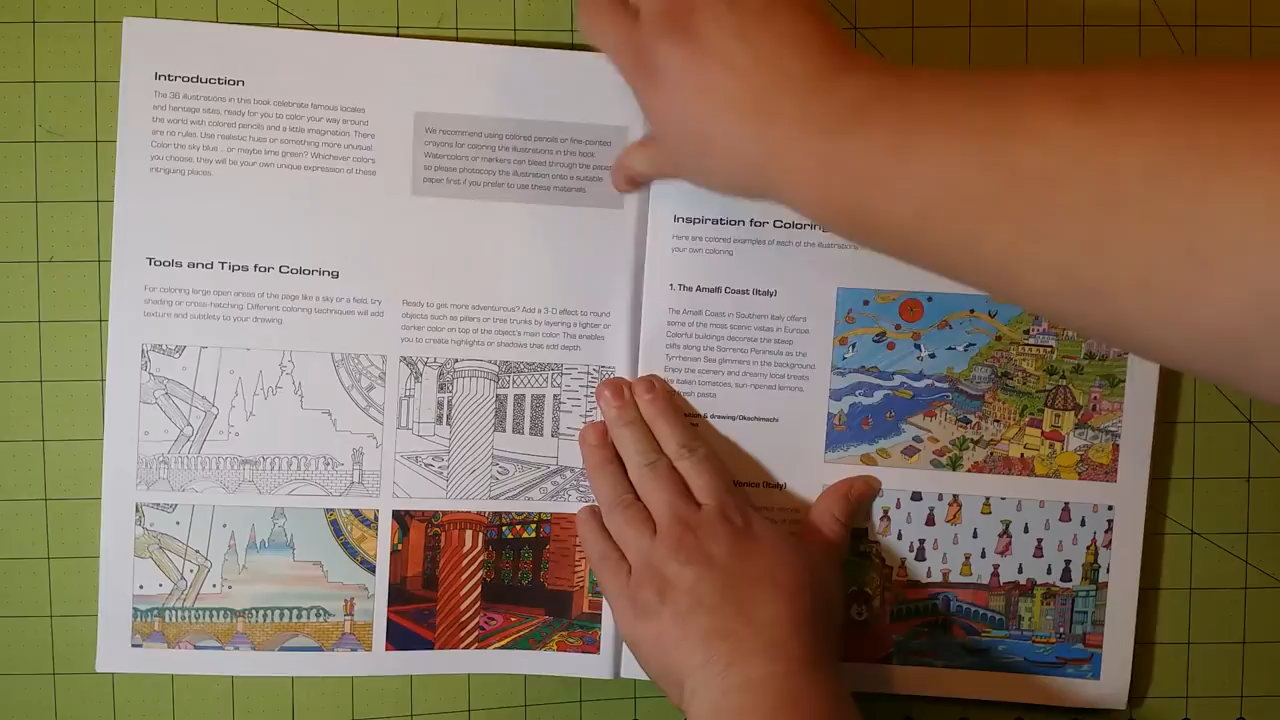 Introduction
The 36 illustrations in this book celebrate famous locales
and heritage sites, ready for you to color your way around
the world with colored pencils and a little imagination. There
are no rules. Use realistic hues or something more unusual.
Color the sky blue ... or maybe lime green? Whichever colors
you choose, they will be your own unique expression of these
intriguing places.
We recommend using colored pencils or fine-pointed
crayons for coloring the illustrations in this book.
Watercolors or markers can bleed through the paper
so please photocopy the illustration onto a suitable
paper first if you prefer to use these materials.
Tools and Tips for Coloring
For coloring large open areas of the page like a sky or a field, try
shading or cross-hatching. Different coloring techniques will add
texture and subtlety to your drawing.
Ready to get more adventurous? Add a 3-D effect to round
objects such as pillars or tree trunks by layering a lighter or
darker color on top of the object's main color. This enables
you to create highlights or shadows that add depth.
Inspiration for Coloring
Here are colored examples of each of the illustrations
your own coloring
1. The Amalfi Coast (Italy)
The Amalfi Coast in Southern Italy offers
some of the most scenic vistas in Europe.
Colorful buildings decorate the steep
cliffs along the Sorrento Peninsula as the
Tyrrhenian Sea glimmers in the background.
Enjoy the scenery and dreamy local treats
Italian tomatoes, sun-ripened lemons,
fresh pasta
& drawing/Okachimachi
Venice (Italy)